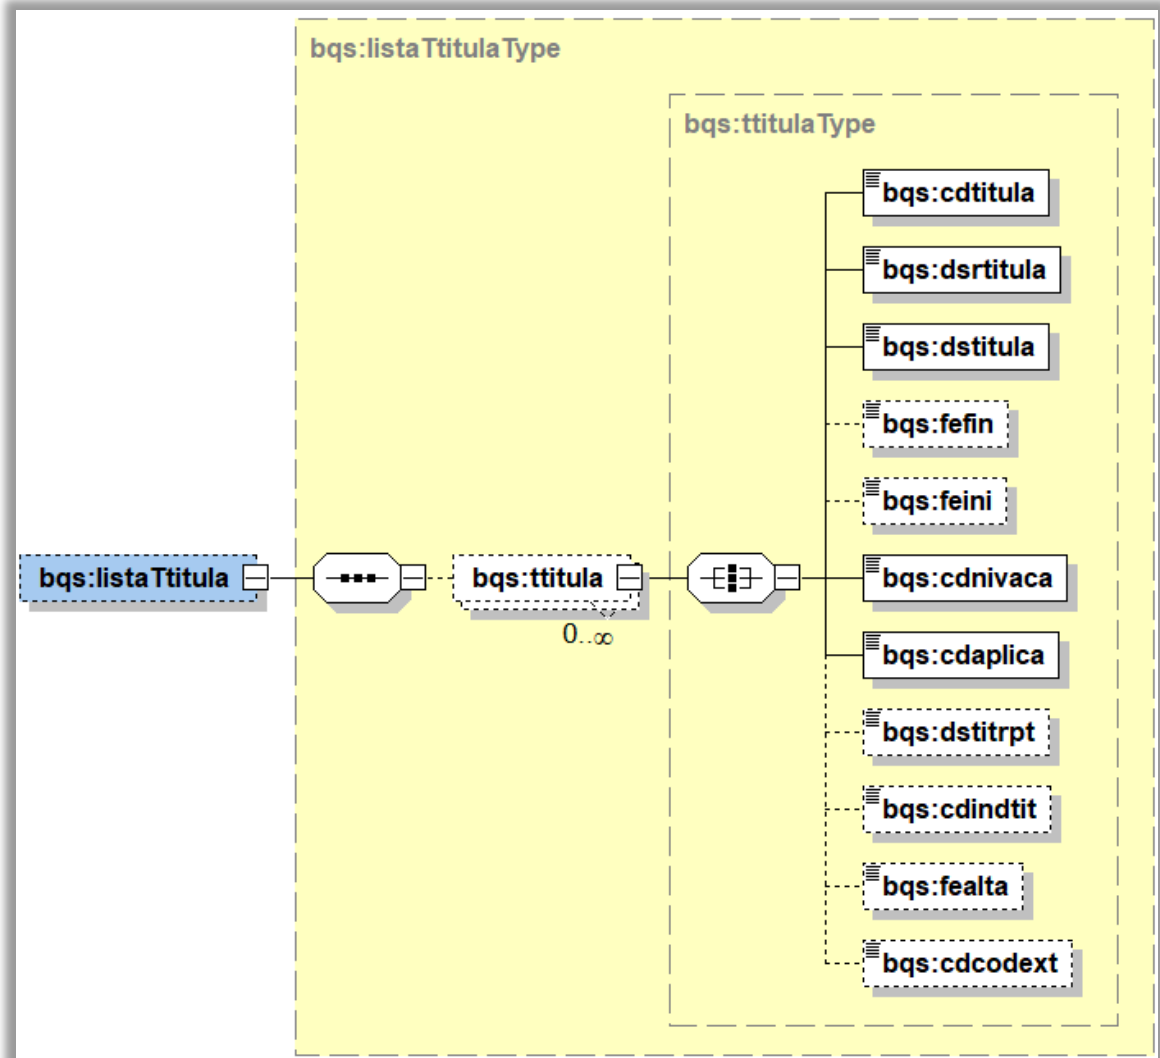 bqs:listaTtitulaType
bqs:ttitulaType
bqs:cdtitula
bqs:dsrtitula
bqs:dstitula
bqs:fefin
bqs:feini
bqs:listaTtitula
bqs:ttitula
0..∞
bqs:cdnivaca
bqs:cdaplica
bqs:dstitrpt
bqs:cdindtit
bqs:fealta
bqs:cdcodext